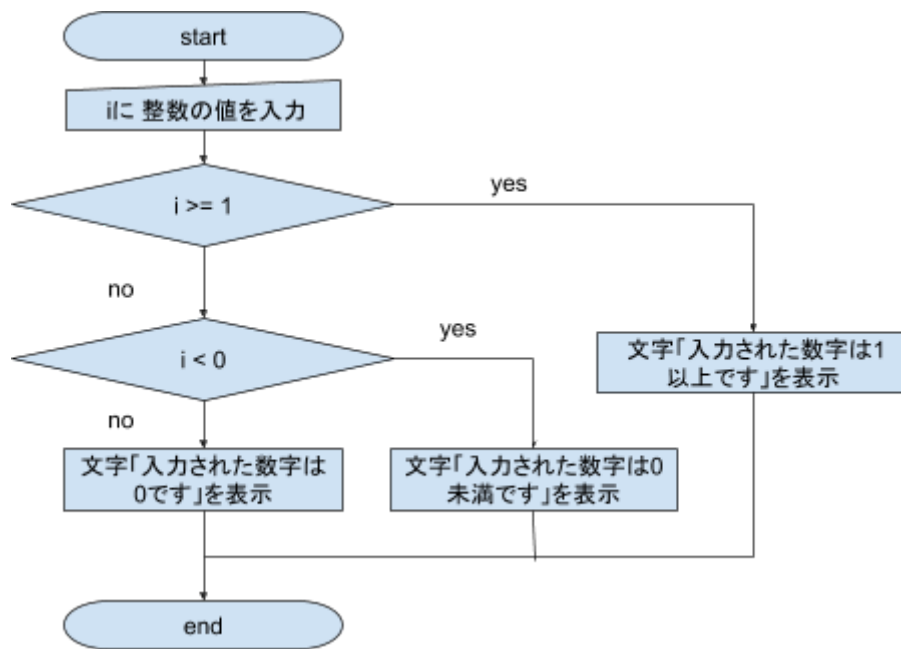 start
iに 整数の値を入力
i >= 1
yes
no
i < 0
yes
文字「入力された数字は1
以上です」を表示
no
文字「入力された数字は
0です」を表示
文字「入力された数字は0
未満です」を表示
end